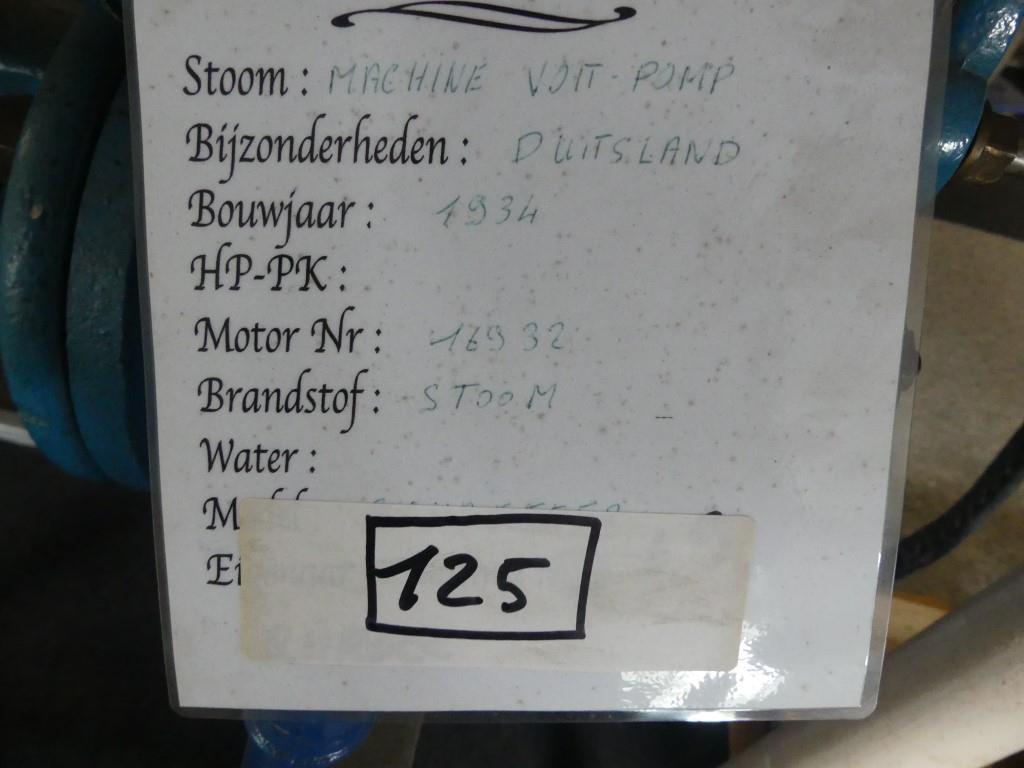 Stoom : MACHINE VOIT-POMP
Bijzonderheden : DUITSLAND
Bouwjaar : 1934
HP-PK :
Motor Nr : 16932
Brandstof : STOOM
Water :
125